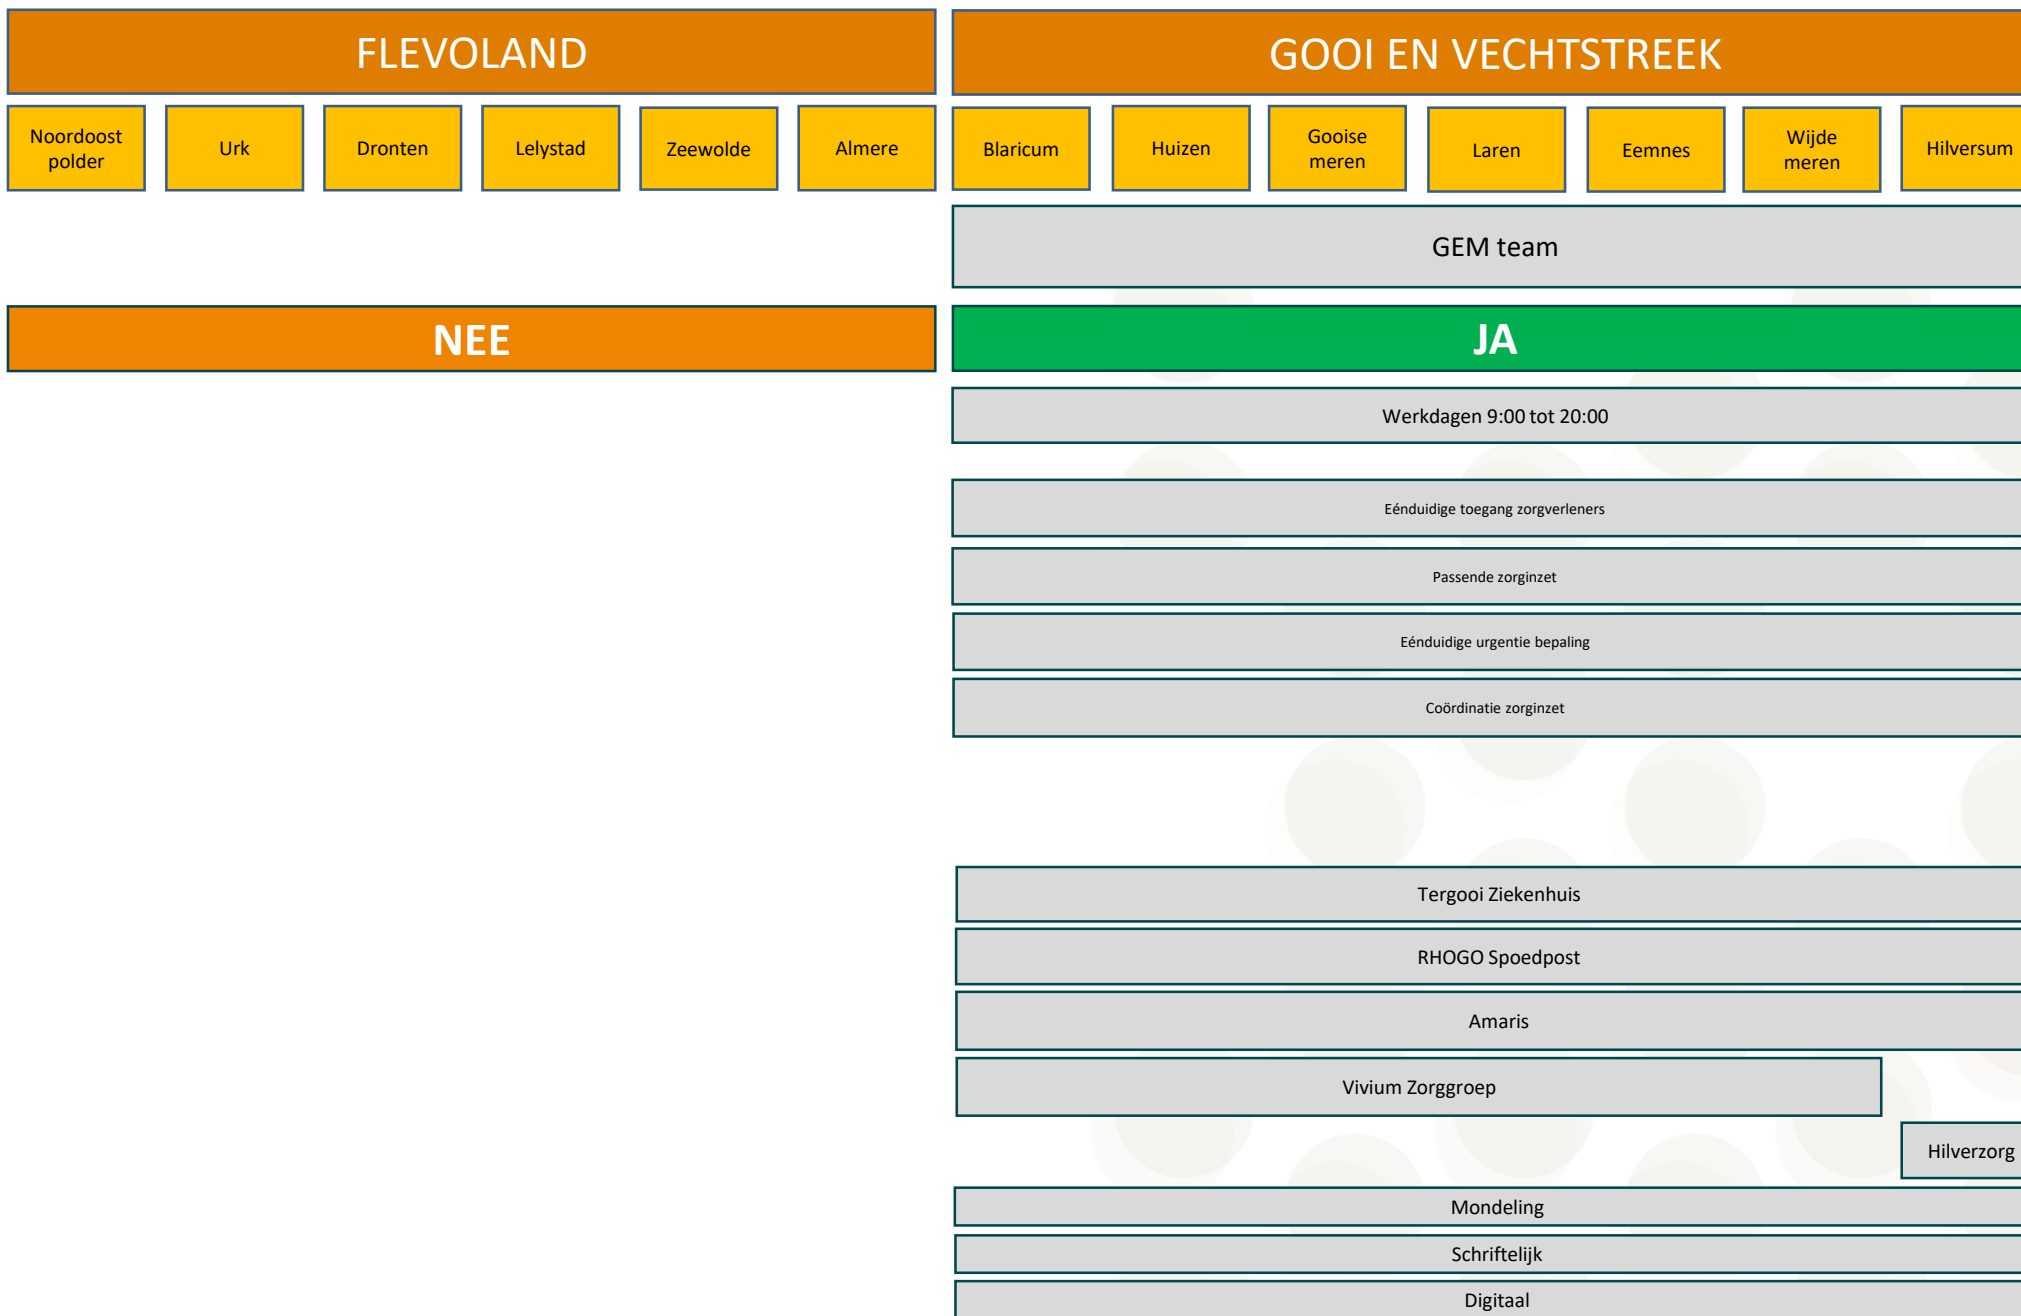 FLEVOLAND
GOOI EN VECHTSTREEK
Noordoost
polder
Urk
Dronten
Lelystad
Zeewolde
Almere
Blaricum
Huizen
Gooise
meren
Laren
Eemnes
Wijde
meren
Hilversum
GEM team
NEE
JA
Werkdagen 9:00 tot 20:00
Eénduidige toegang zorgverleners
Passende zorginzet
Eénduidige urgentie bepaling
Coördinatie zorginzet
Tergooi Ziekenhuis
RHOGO Spoedpost
Amaris
Vivium Zorggroep
Hilverzorg
Mondeling
Schriftelijk
Digitaal